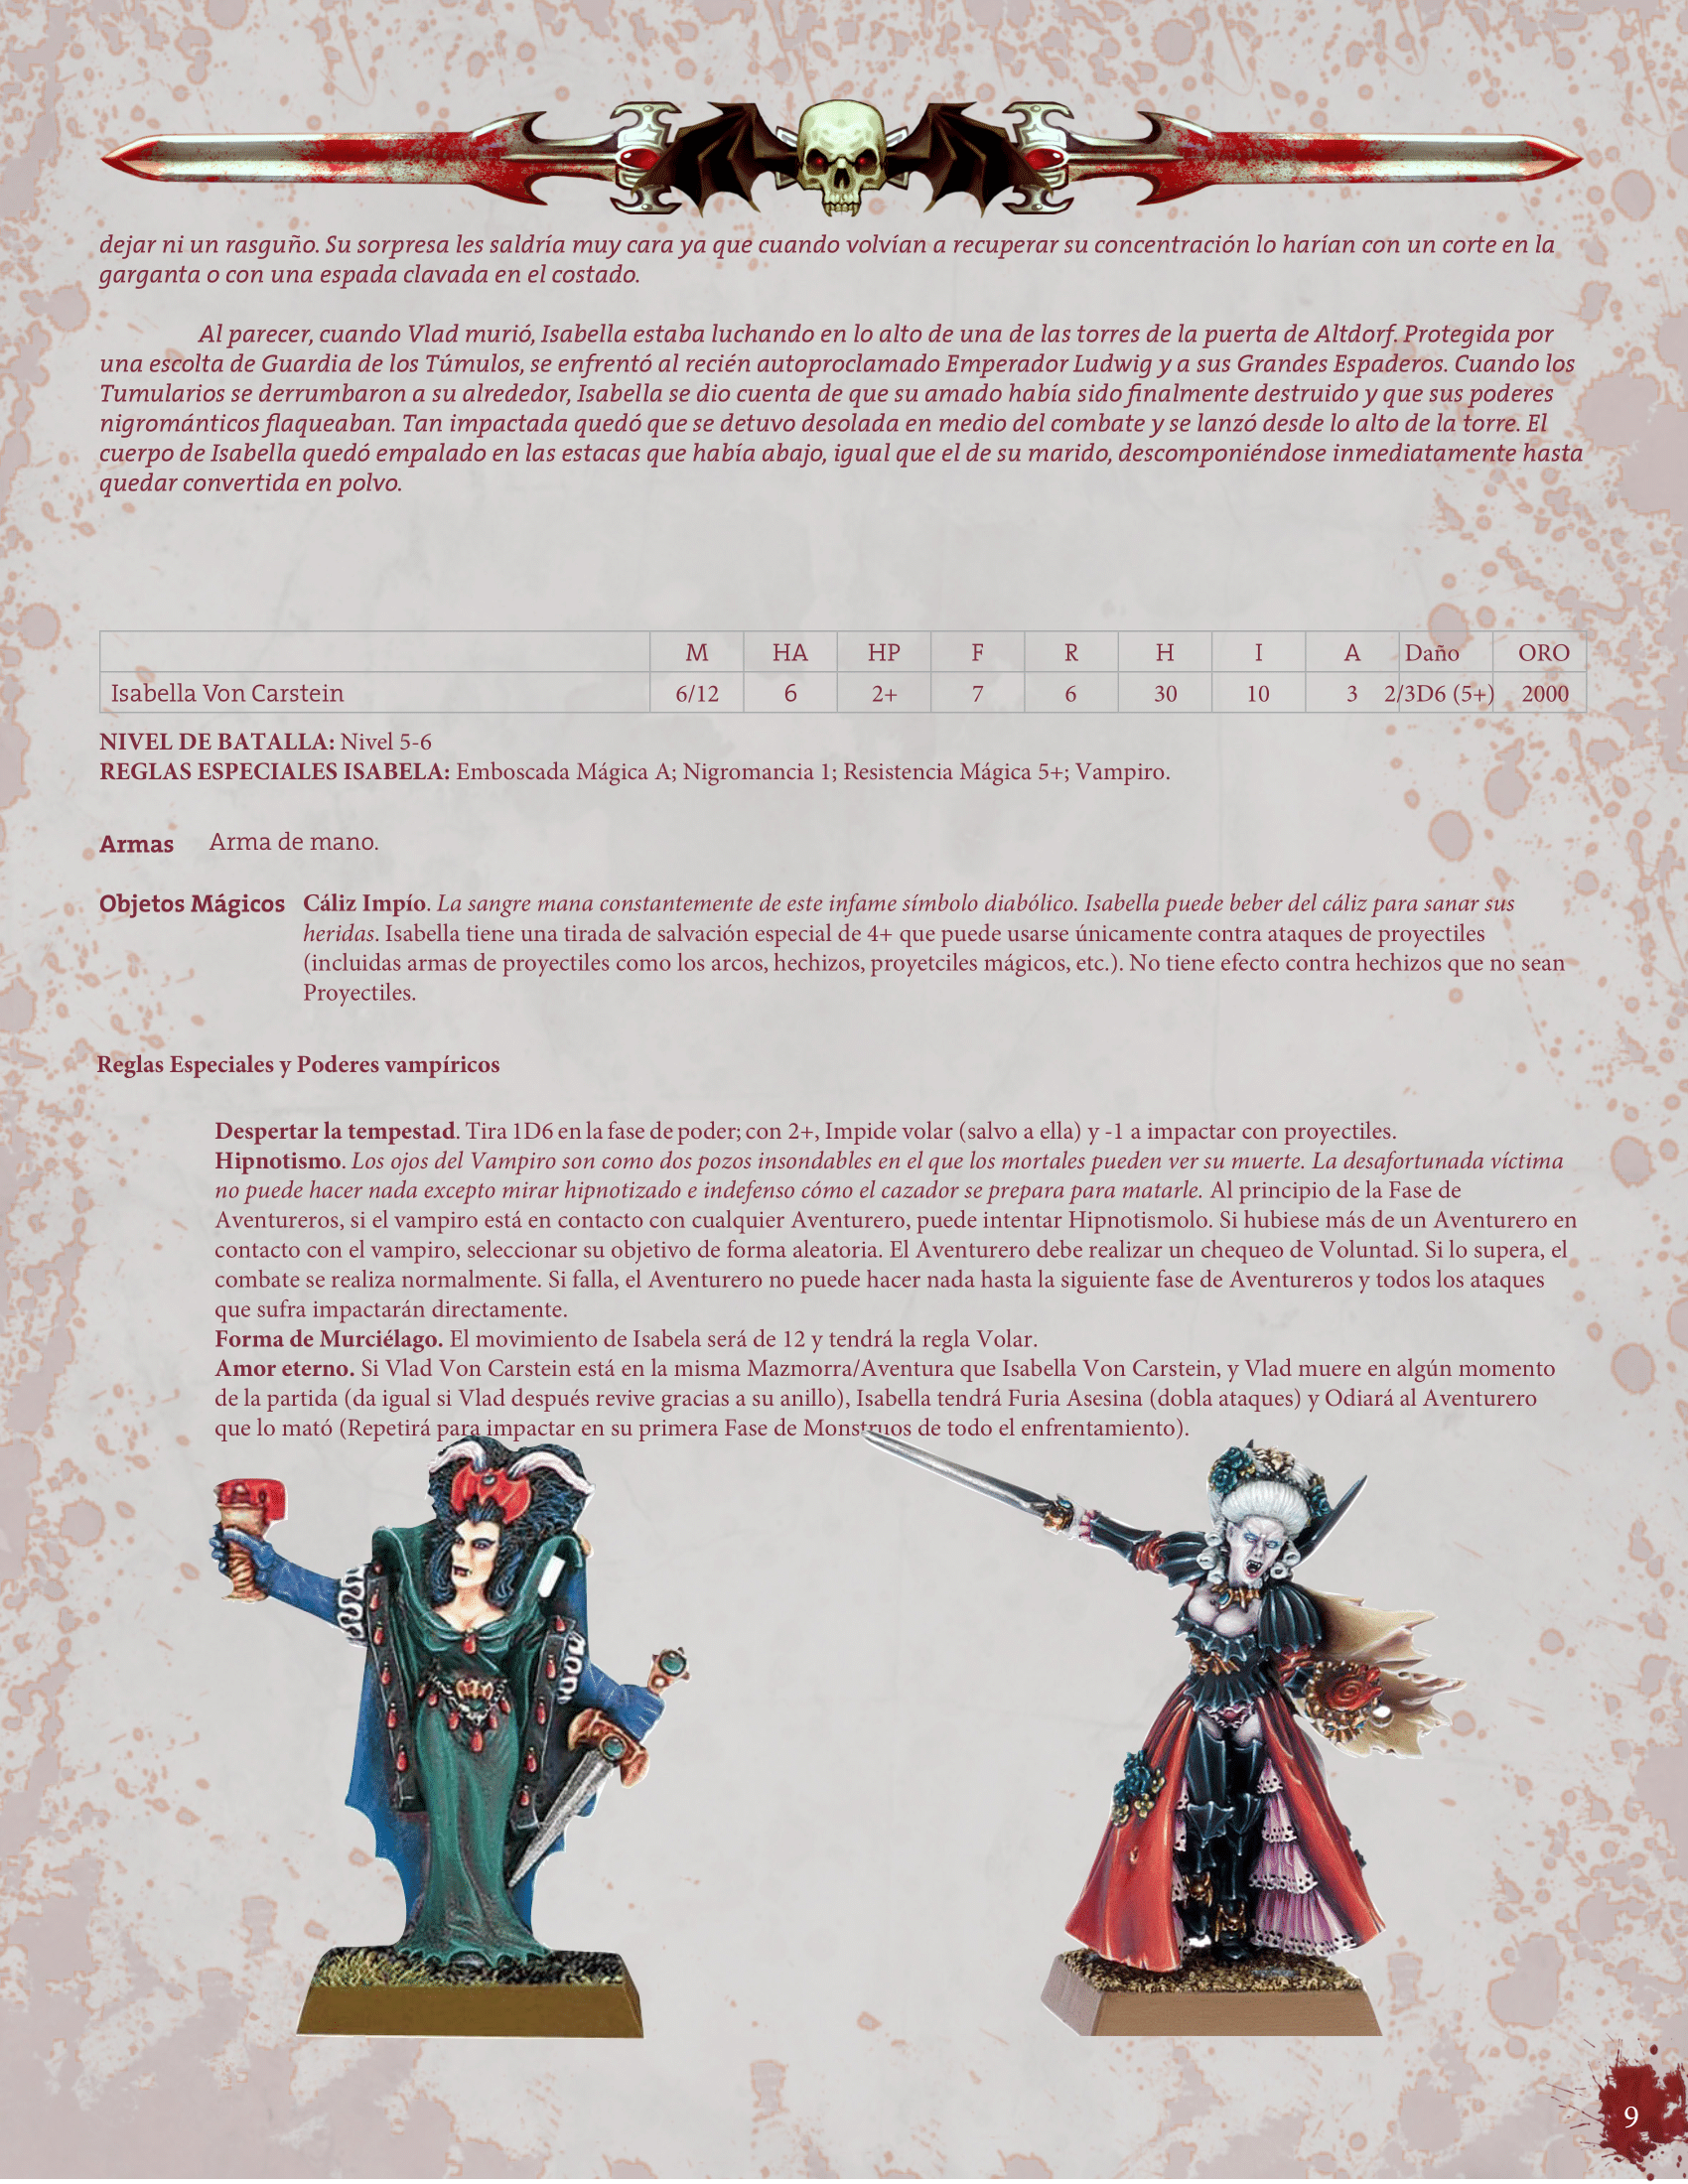 dejar ni un rasguño. Su sorpresa les saldría muy cara ya que cuando volvían a recuperar su concentración lo harían con un corte en la
garganta o con una espada clavada en el costado.
Al parecer, cuando Vlad murió, Isabella estaba luchando en lo alto de una de las torres de la puerta de Altdorf. Protegida por
una escolta de Guardia de los Túmulos, se enfrentó al recién autoproclamado Emperador Ludwig y a sus Grandes Espaderos. Cuando los
Tumularios se derrumbaron a su alrededor, Isabella se dio cuenta de que su amado había sido finalmente destruido y que sus poderes
nigrománticos flaqueaban. Tan impactada quedó que se detuvo desolada en medio del combate y se lanzó desde lo alto de la torre. El
cuerpo de Isabella quedó empalado en las estacas que había abajo, igual que el de su marido, descomponiéndose inmediatamente hasta
quedar convertida en polvo.
M HA HP F R H I A Daño ORO
Isabella Von Carstein 6/12 6 2+ 7 6 30 10 3 2/3D6 (5+) 2000
NIVEL DE BATALLA: Nivel 5-6
REGLAS ESPECIALES ISABELA: Emboscada Mágica A; Nigromancia 1; Resistencia Mágica 5+; Vampiro.
Armas Arma de mano.
Objetos Mágicos Cáliz Impío. La sangre mana constantemente de este infame símbolo diabólico. Isabella puede beber del cáliz para sanar sus
heridas. Isabella tiene una tirada de salvación especial de 4+ que puede usarse únicamente contra ataques de proyectiles
(incluidas armas de proyectiles como los arcos, hechizos, proyetciles mágicos, etc.). No tiene efecto contra hechizos que no sean
Proyectiles.
Reglas Especiales y Poderes vampíricos
Despertar la tempestad. Tira 1D6 en la fase de poder; con 2+, Impide volar (salvo a ella) y -1 a impactar con proyectiles.
Hipnotismo. Los ojos del Vampiro son como dos pozos insondables en el que los mortales pueden ver su muerte. La desafortunada víctima
no puede hacer nada excepto mirar hipnotizado e indefenso cómo el cazador se prepara para matarle. Al principio de la Fase de
Aventureros, si el vampiro está en contacto con cualquier Aventurero, puede intentar Hipnotismolo. Si hubiese más de un Aventurero en
contacto con el vampiro, seleccionar su objetivo de forma aleatoria. El Aventurero debe realizar un chequeo de Voluntad. Si lo supera, el
combate se realiza normalmente. Si falla, el Aventurero no puede hacer nada hasta la siguiente fase de Aventureros y todos los ataques
que sufra impactarán directamente.
Forma de Murciélago. El movimiento de Isabela será de 12 y tendrá la regla Volar.
Amor eterno. Si Vlad Von Carstein está en la misma Mazmorra/Aventura que Isabella Von Carstein, y Vlad muere en algún momento
de la partida (da igual si Vlad después revive gracias a su anillo), Isabella tendrá Furia Asesina (dobla ataques) y Odiará al Aventurero
que lo mató (Repetirá para impactar en su primera Fase de Monstruos de todo el enfrentamiento).
9